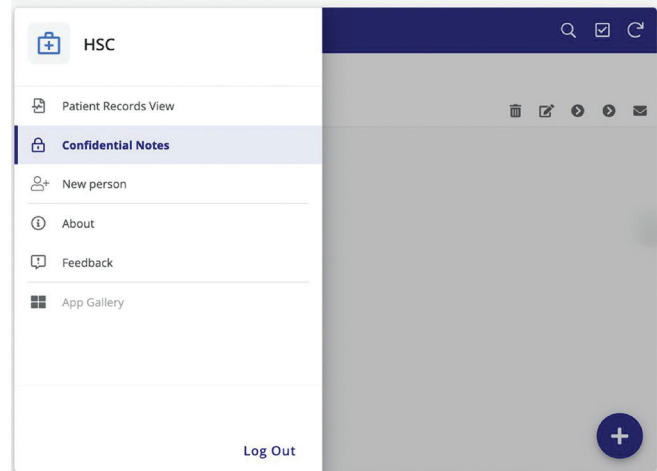 HSC
Patient Records View
Confidential Notes
New person
About
Feedback
App Gallery
Log Out